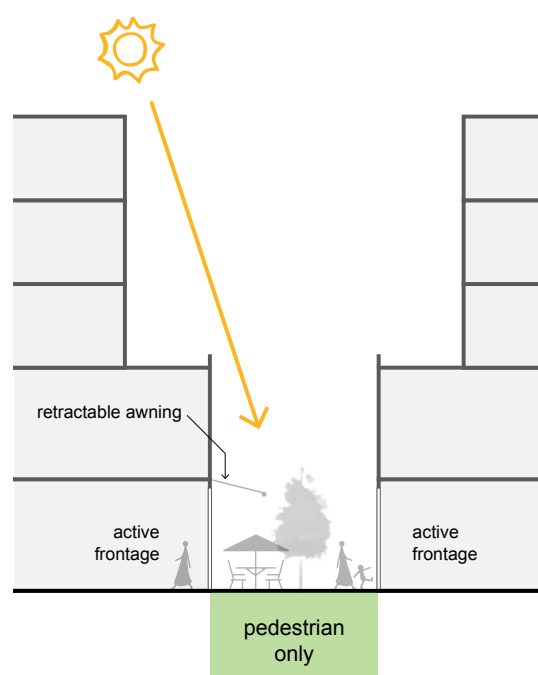 retractable awning
active
frontage
active
frontage
pedestrian
only